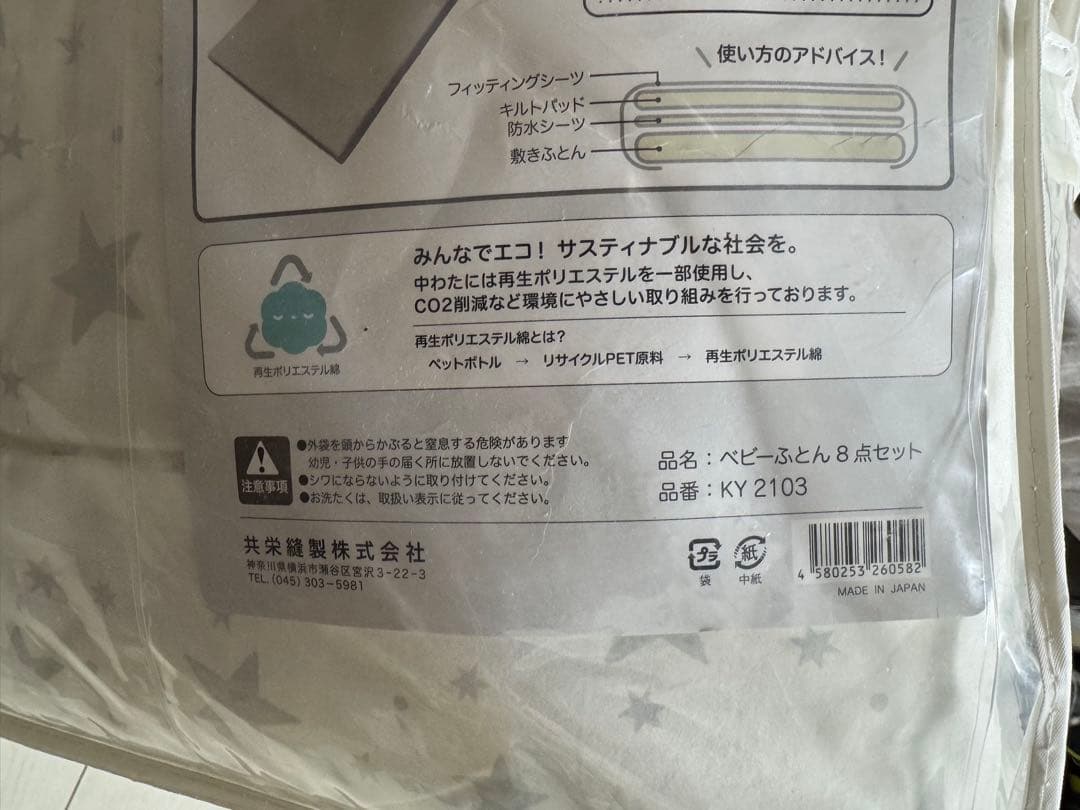 使い方のアドバイス！
フィッティングシーツ
キルトパッド
防水シーツ
敷きふとん
みんなでエコ！サスティナブルな社会を。
中わたには再生ポリエステルを一部使用し、
CO2削減など環境にやさしい取り組みを行っております。
再生ポリエステル綿とは？
ペットボトル → リサイクルPET原料 → 再生ポリエステル綿
再生ポリエステル綿
注意事項
●外袋を頭からかぶると窒息する危険があります
幼児・子供の手の届く所に放置しないでください。
●シワにならないように取り付けてください。
●お洗たくは、取扱い表示に従ってください。
品名：ベビーふとん8点セット
品番：KY 2103
共栄縫製株式会社
神奈川県横浜市瀬谷区宮沢3-22-3
TEL.(045) 303-5981
プラ
袋
紙
中紙
4 580253 260582
MADE IN JAPAN